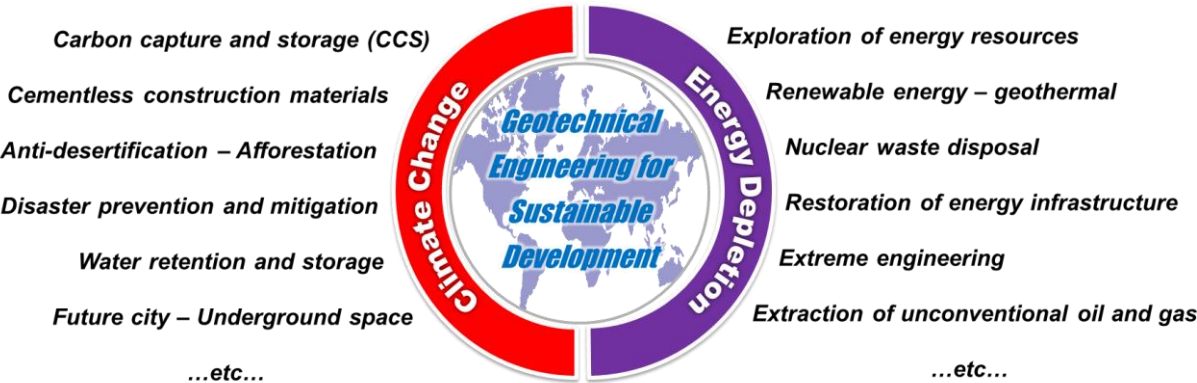 Carbon capture and storage (CCS)
Cementless construction materials
Anti-desertification – Afforestation
Disaster prevention and mitigation
Water retention and storage
Future city – Underground space
…etc…
Climate Change
Geotechnical
Engineering for
Sustainable
Development
Energy Depletion
Exploration of energy resources
Renewable energy – geothermal
Nuclear waste disposal
Restoration of energy infrastructure
Extreme engineering
Extraction of unconventional oil and gas
…etc…